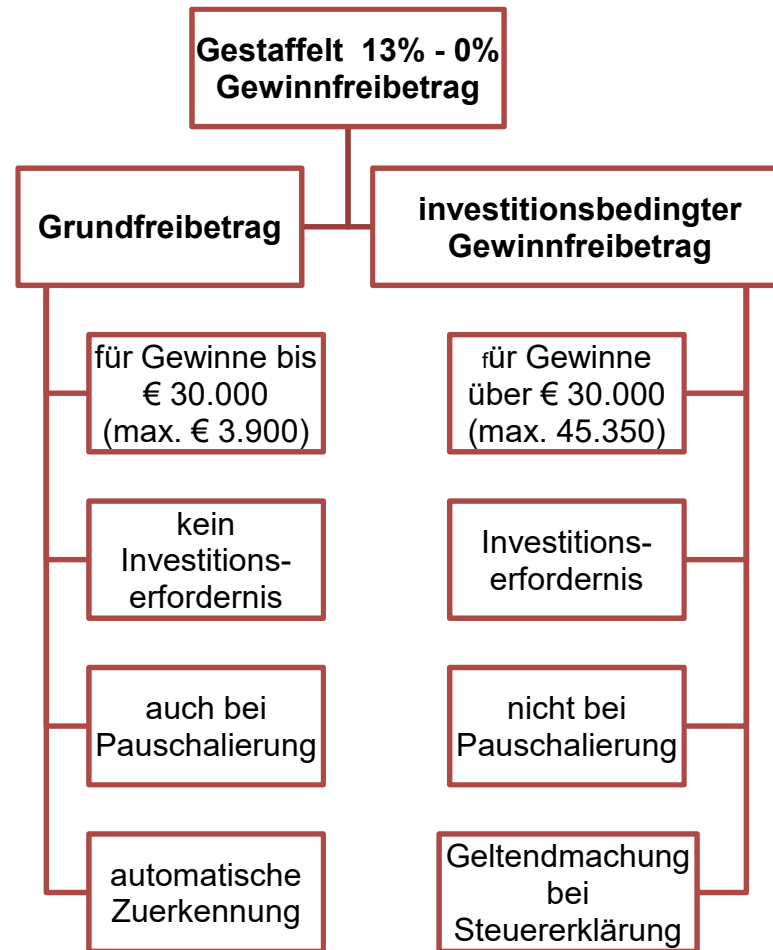 Gestaffelt 13% - 0%
Gewinnfreibetrag
Grundfreibetrag
investitionsbedingter
Gewinnfreibetrag
für Gewinne bis
€ 30.000
(max. € 3.900)
für Gewinne
über € 30.000
(max. 45.350)
kein
Investitions-
erfordernis
Investitions-
erfordernis
auch bei
Pauschalierung
nicht bei
Pauschalierung
automatische
Zuerkennung
Geltendmachung
bei
Steuererklärung